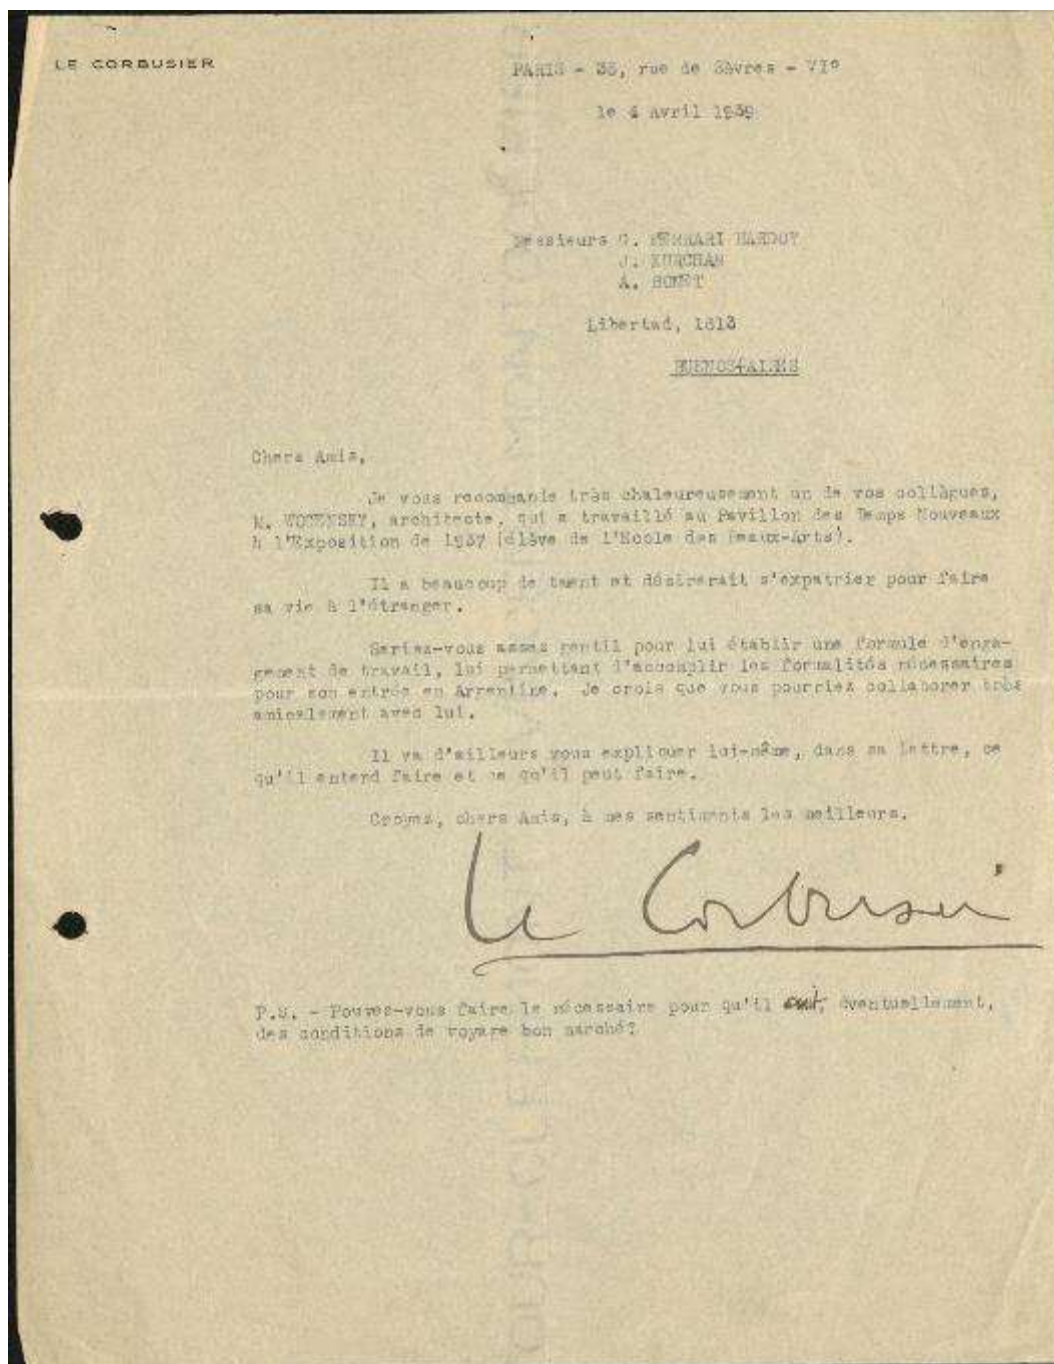 LE CORBUSIER
PARIS - 35, rue de Sèvres - VI°
le 4 Avril 1939
Messieurs G. FERRARI HARDOY
J. KURCHAN
A. BONET
Libertad, 1613
BUENOS-AIRES
Chers Amis,
Je vous recommande très chaleureusement un de vos collègues,
M. WOGENSKY, architecte, qui a travaillé au Pavillon des Temps Nouveaux
à l'Exposition de 1937 (élève de l'Ecole des Beaux-Arts).
Il a beaucoup de taent et désirerait s'expatrier pour faire
sa vie à l'étranger.
Seriez-vous assez gentil pour lui établir une formule d'enga-
gement de travail, lui permettant d'accomplir les formalités nécessaires
pour son entrée en Argentine. Je crois que vous pourriez collaborer très
amicalement avec lui.
Il va d'ailleurs vous expliquer lui-même, dans sa lettre, ce
qu'il entend faire et ce qu'il peut faire.
Croyez, chers Amis, à mes sentiments les meilleurs.
Le Corbusier
P.S. - Pouvez-vous faire le nécessaire pour qu'il ait, éventuellement,
des conditions de voyage bon marché?